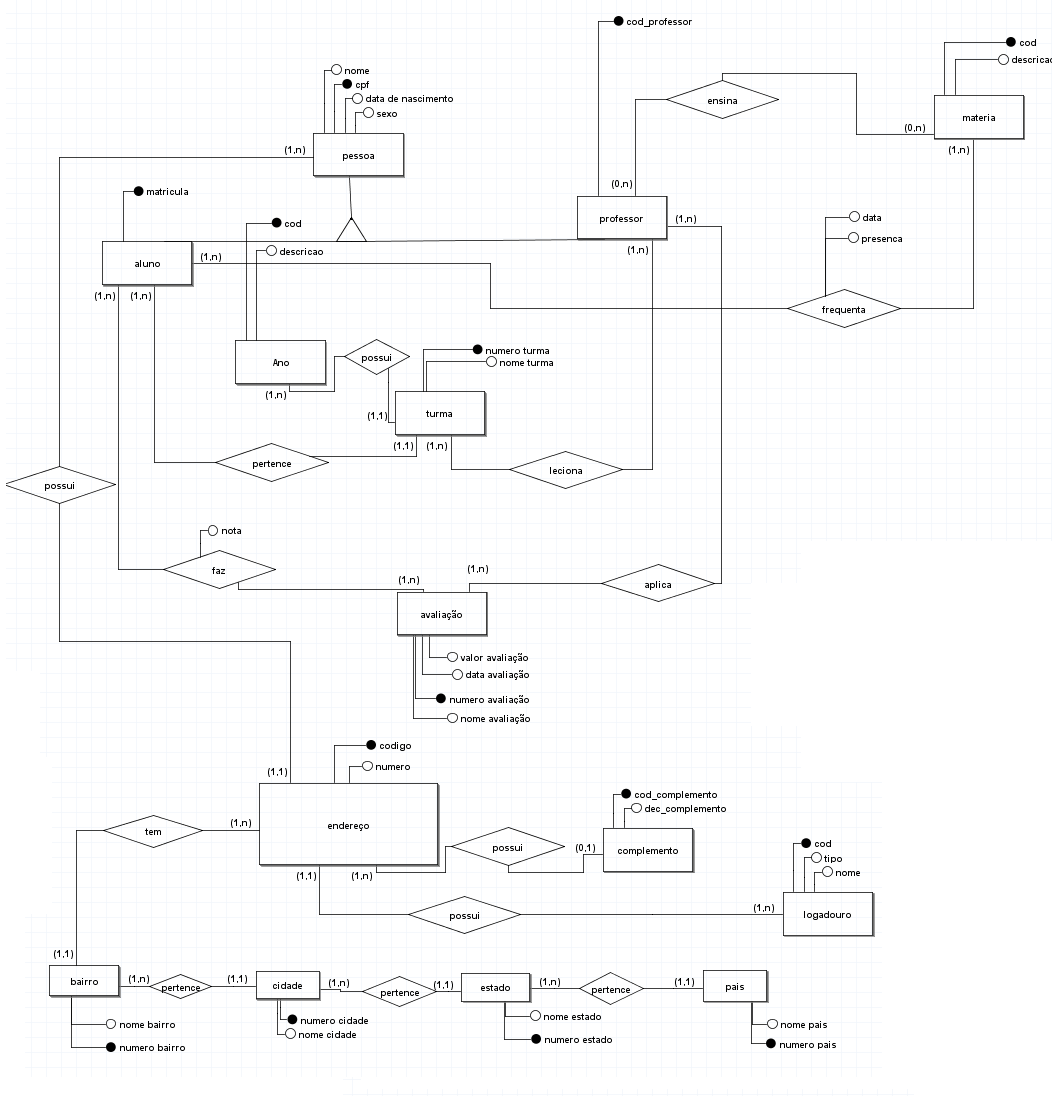 cod_professor
cod
nome
descricao
cpf
data de nascimento
ensina
sexo
materia
(0,n)
(1,n)
pessoa
(1,n)
(0,n)
matricula
professor
(1,n)
data
cod
presenca
descricao
(1,n)
(1,n)
aluno
(1,n)
(1,n)
frequenta
numero turma
possui
Ano
nome turma
(1,n)
turma
(1,1)
(1,1)
(1,n)
pertence
leciona
possui
nota
faz
(1,n)
(1,n)
aplica
avaliação
valor avaliação
data avaliação
numero avaliação
nome avaliação
codigo
numero
(1,1)
cod_complemento
dec_complemento
endereço
(1,n)
tem
possui
(0,1)
complemento
cod
tipo
nome
(1,1)
(1,n)
possui
(1,n)
logadouro
(1,1)
bairro
(1,n)
pertence
(1,1)
cidade
(1,n)
pertence
(1,1)
estado
(1,n)
pertence
(1,1)
pais
nome bairro
numero bairro
numero cidade
nome cidade
nome estado
numero estado
nome pais
numero pais